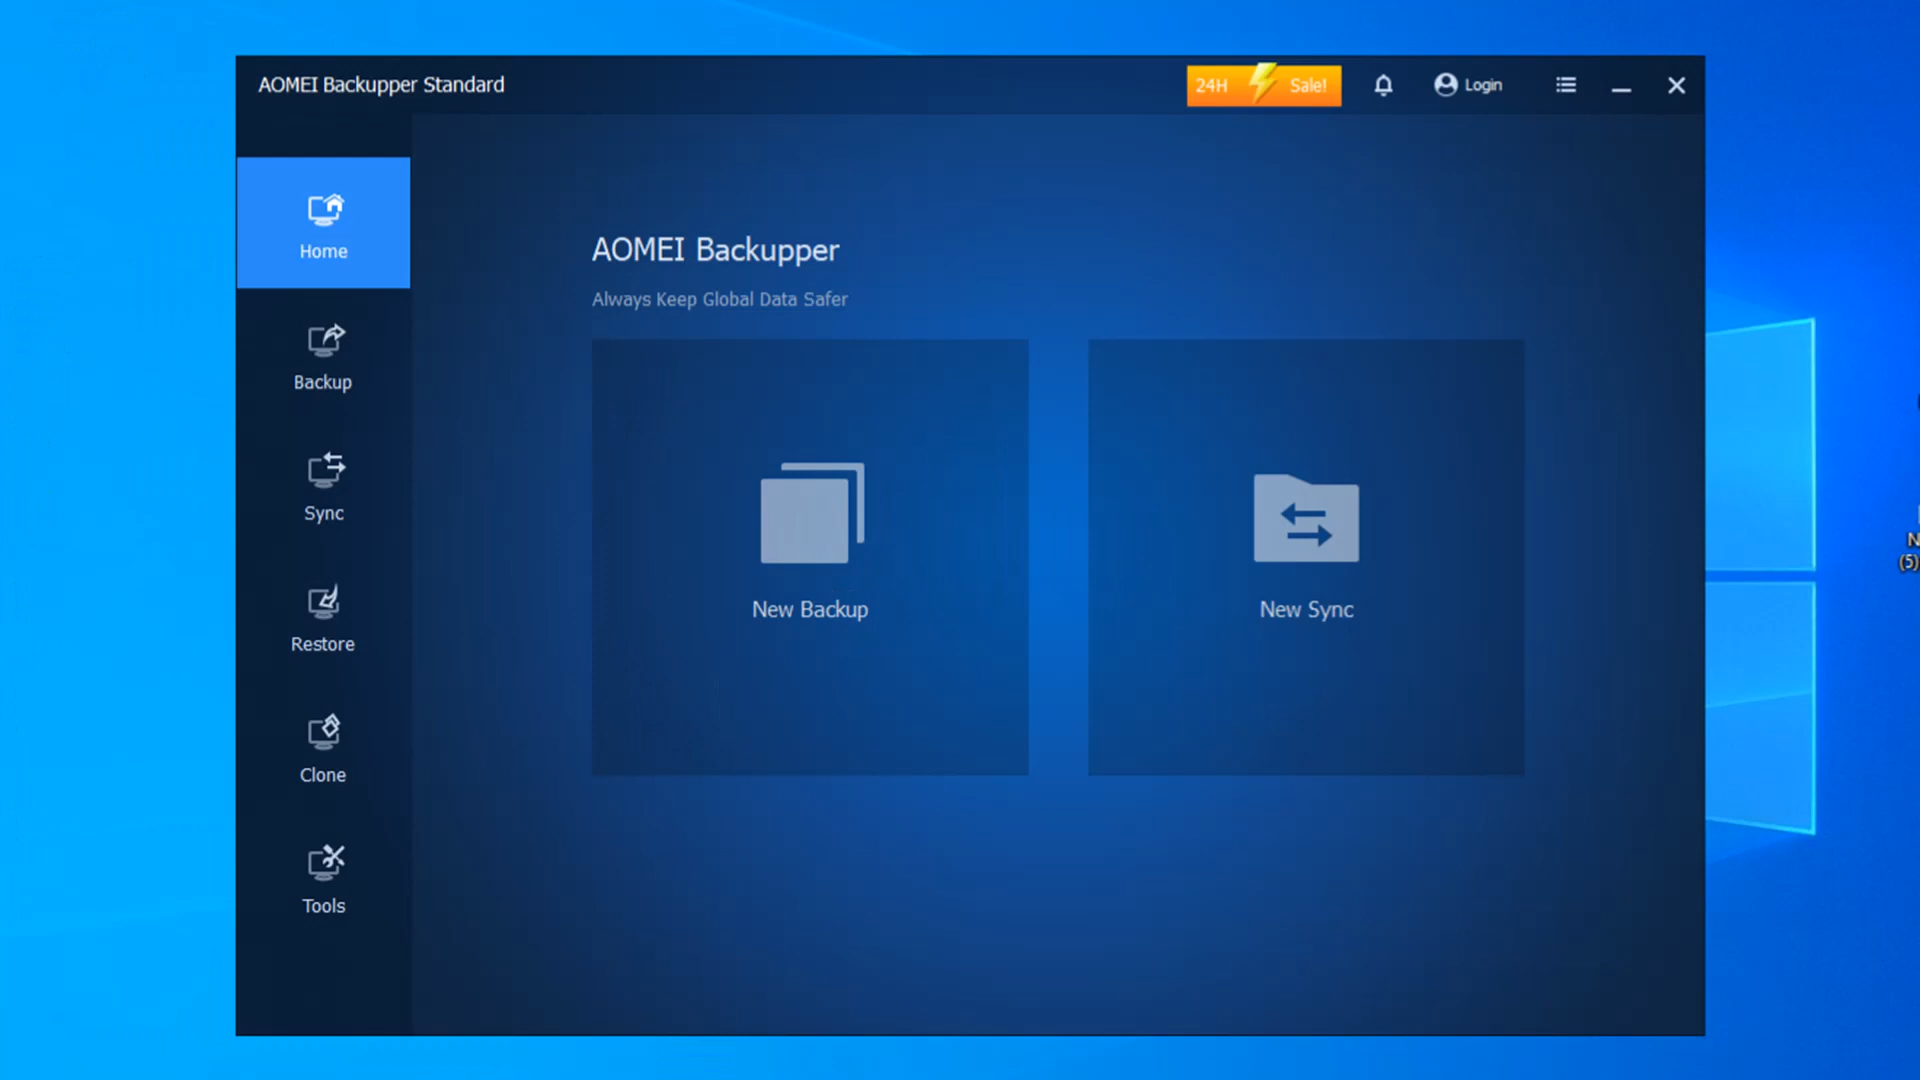 AOMEI Backupper Standard
24H Sale!
Login
Home
Backup
Sync
Restore
Clone
Tools
AOMEI Backupper
Always Keep Global Data Safer
New Backup
New Sync
N
(5)